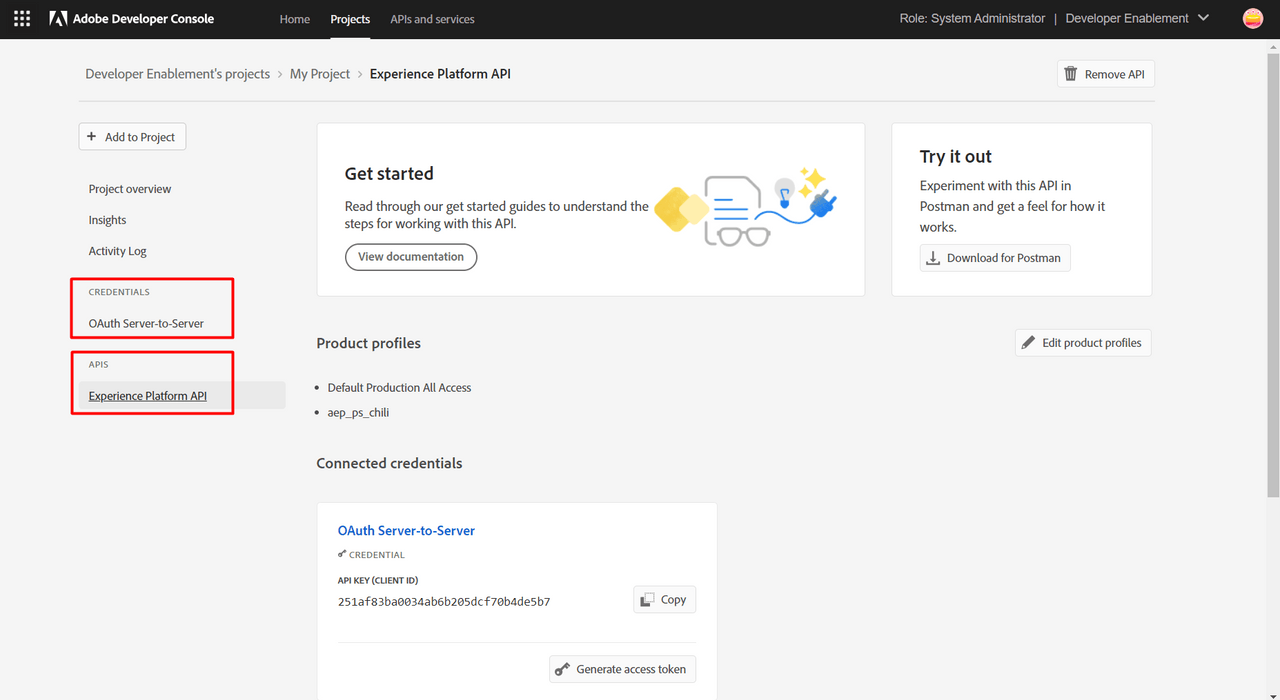 Adobe Developer Console
Home
Projects
APIs and services
Role: System Administrator | Developer Enablement
Developer Enablement's projects > My Project > Experience Platform API
Remove API
+ Add to Project
Project overview
Insights
Activity Log
CREDENTIALS
OAuth Server-to-Server
APIS
Experience Platform API
Get started
Read through our get started guides to understand the
steps for working with this API.
View documentation
Try it out
Experiment with this API in
Postman and get a feel for how it
works.
Download for Postman
Product profiles
Edit product profiles
• Default Production All Access
• aep_ps_chili
Connected credentials
OAuth Server-to-Server
CREDENTIAL
API KEY (CLIENT ID)
251af83ba0034ab6b205dcf70b4de5b7
Copy
Generate access token